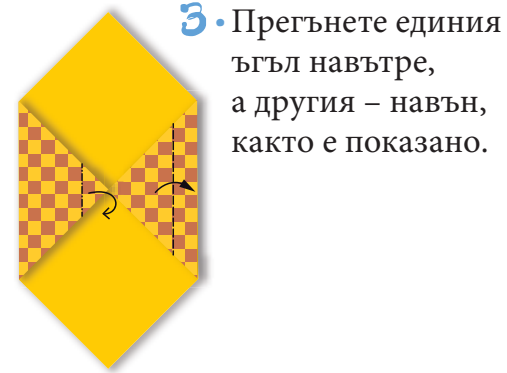 3 • Прегънете единия
ъгъл навътре,
а другия – навън,
както е показано.